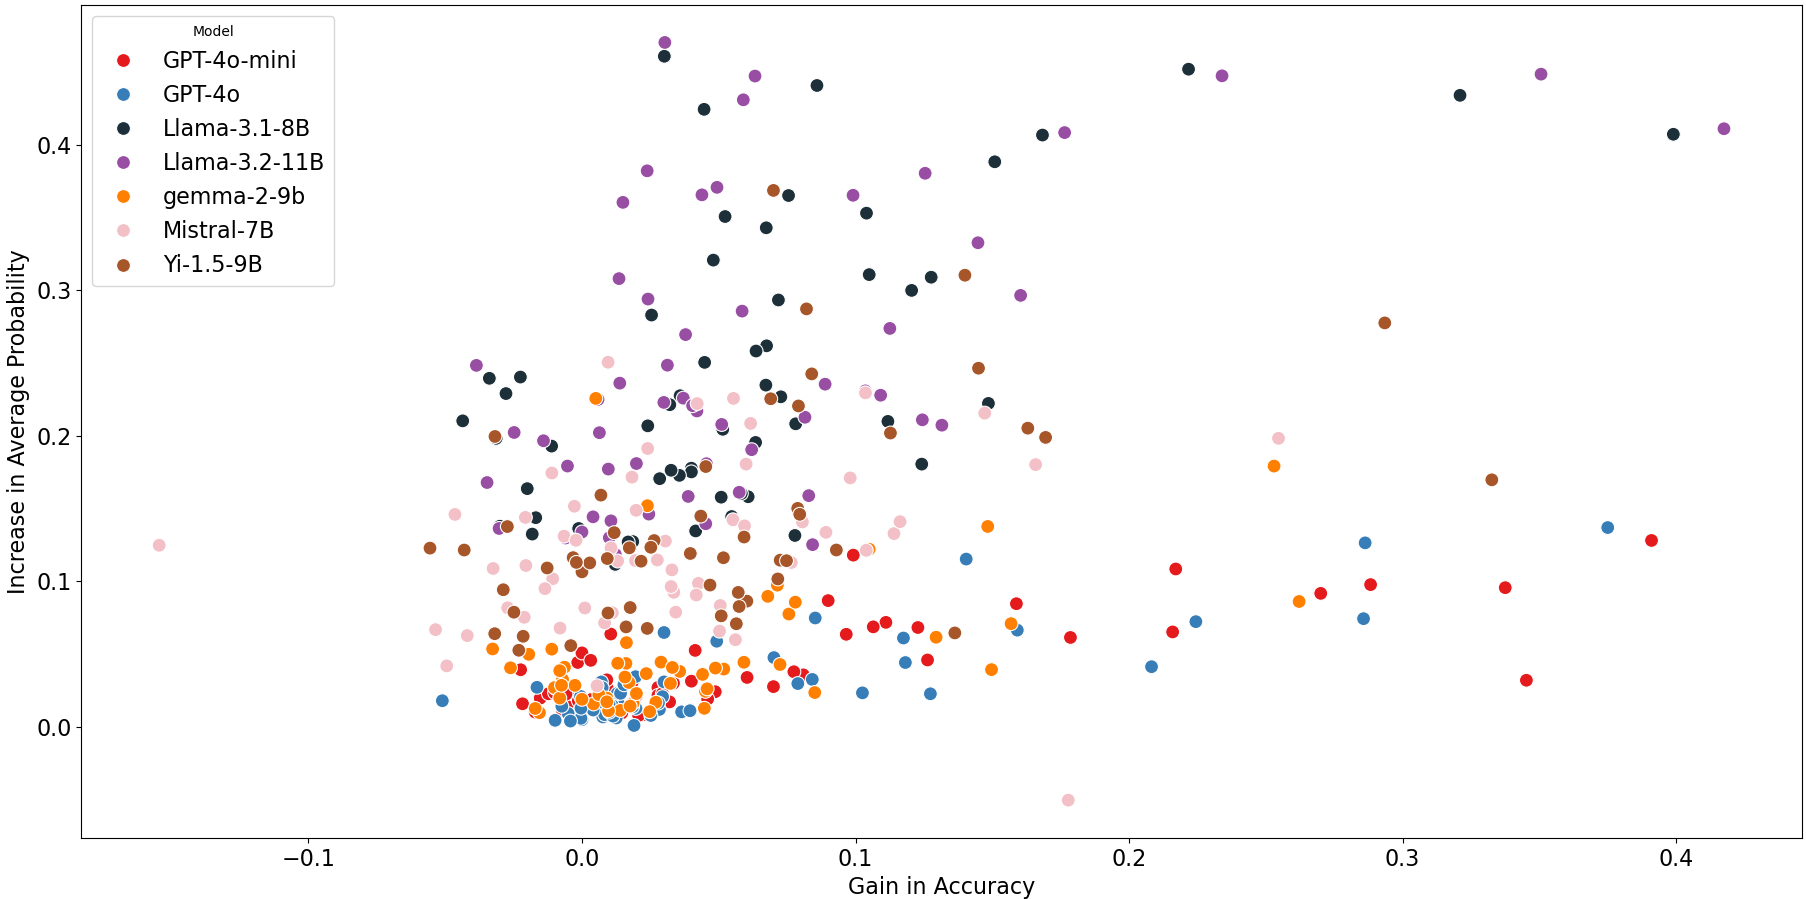 Model
GPT-4o-mini
GPT-4o
Llama-3.1-8B
Llama-3.2-11B
gemma-2-9b
Mistral-7B
Yi-1.5-9B
Increase in Average Probability
0.4
0.3
0.2
0.1
0.0
−0.1 0.0 0.1 0.2 0.3 0.4
Gain in Accuracy